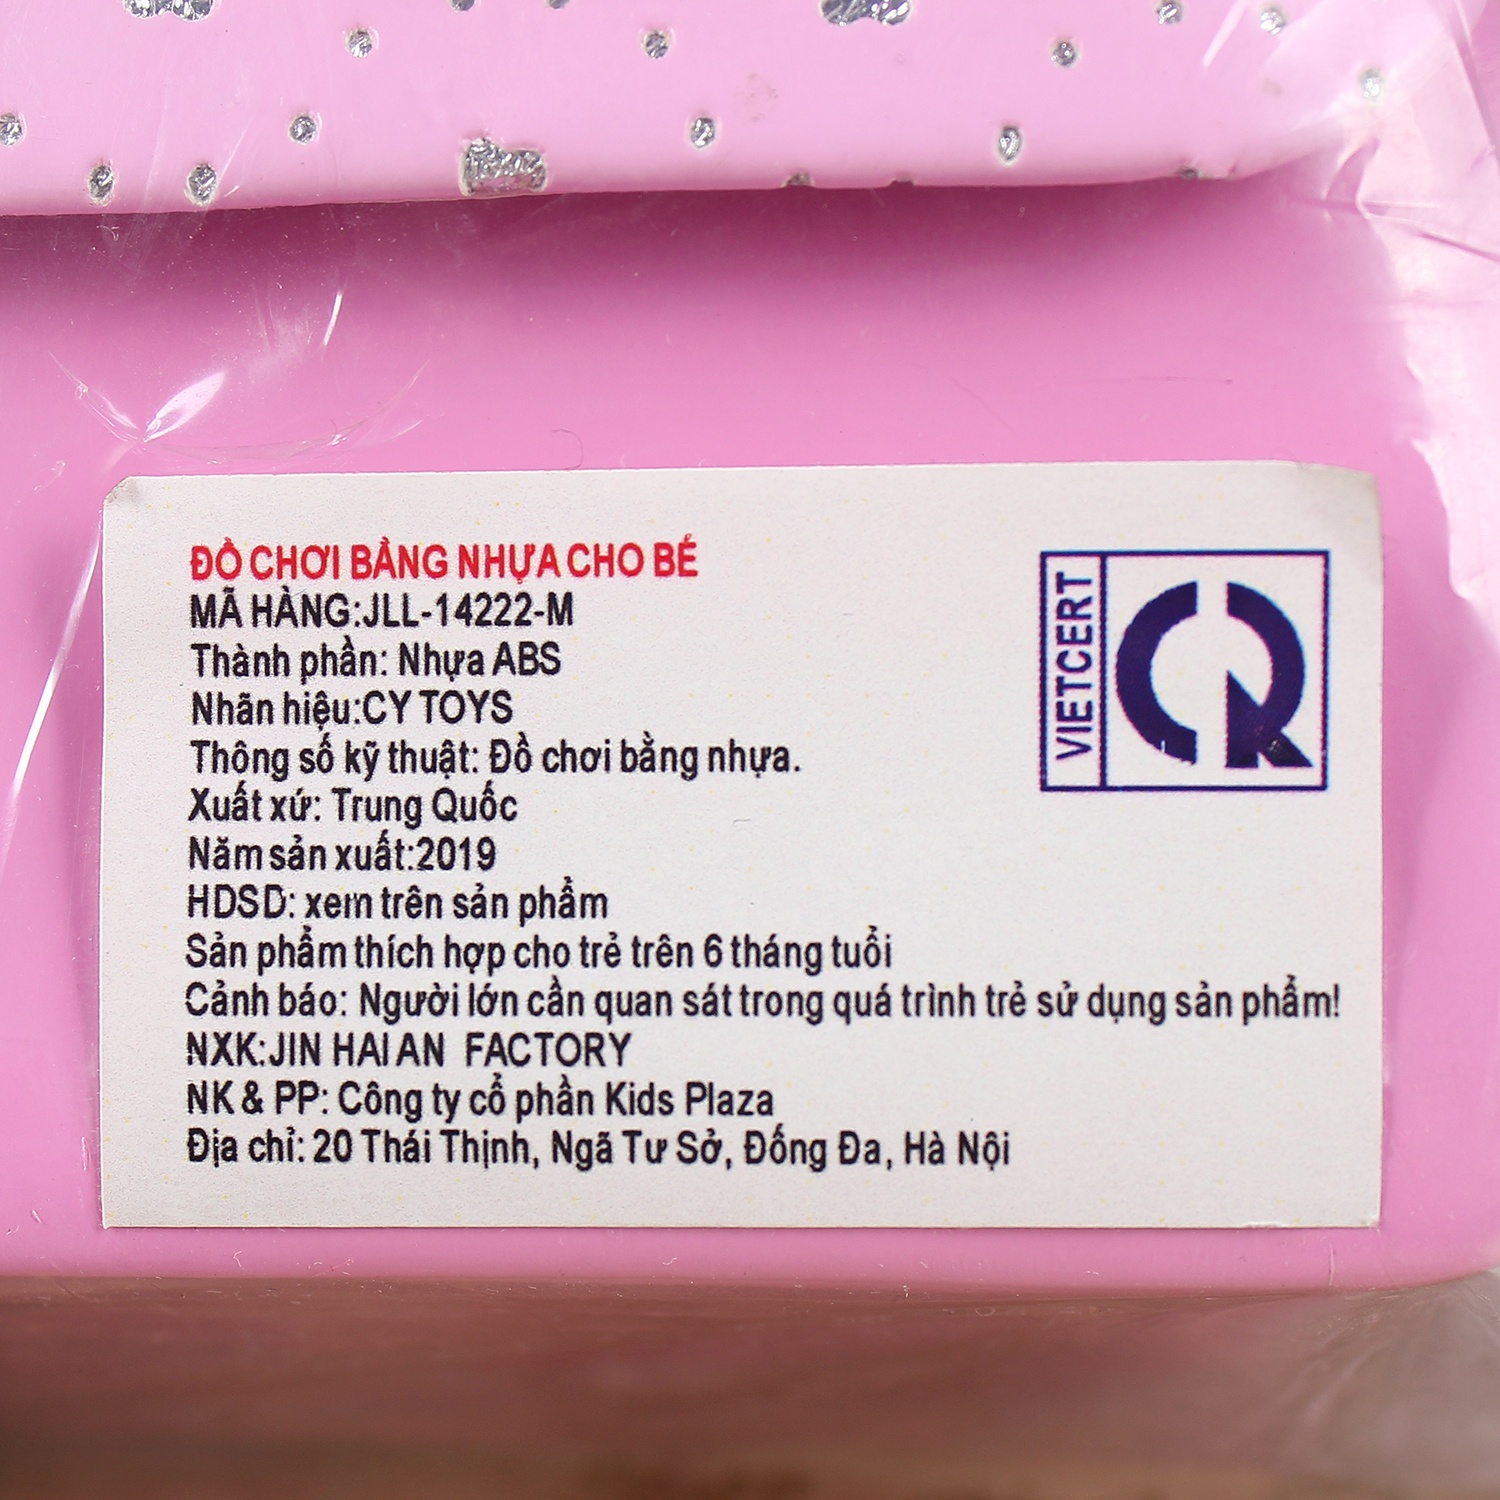 ĐỒ CHƠI BẰNG NHỰA CHO BÉ
MÃ HÀNG:JLL-14222-M
Thành phần: Nhựa ABS
Nhãn hiệu:CY TOYS
Thông số kỹ thuật: Đồ chơi bằng nhựa.
Xuất xứ: Trung Quốc
Năm sản xuất:2019
HDSD: xem trên sản phẩm
Sản phẩm thích hợp cho trẻ trên 6 tháng tuổi
Cảnh báo: Người lớn cần quan sát trong quá trình trẻ sử dụng sản phẩm!
NXK:JIN HAI AN FACTORY
NK & PP: Công ty cổ phần Kids Plaza
Địa chỉ: 20 Thái Thịnh, Ngã Tư Sở, Đống Đa, Hà Nội
VIETCERT
CR